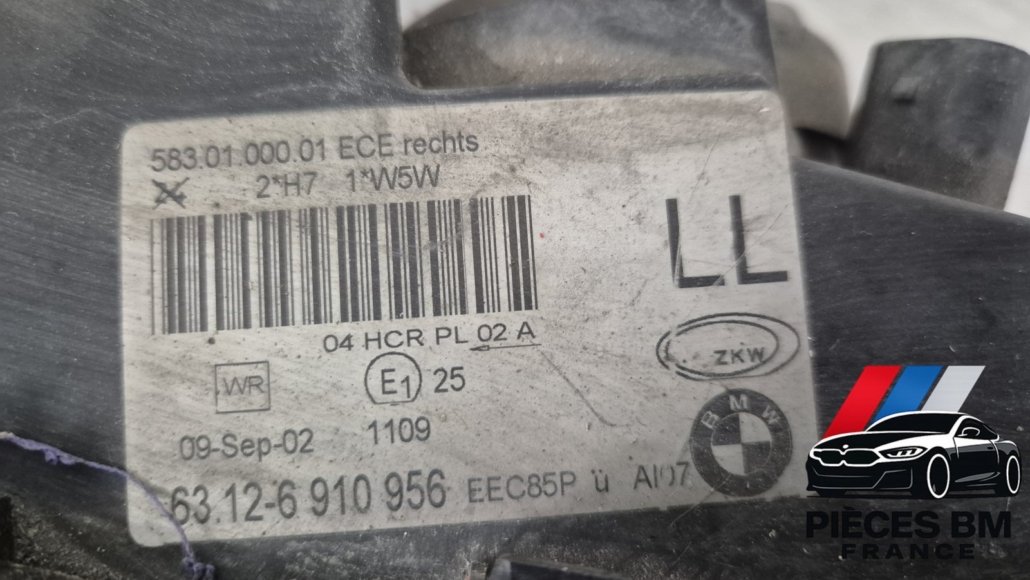 583.01.000.01 ECE rechts
2*H7 1*W5W
LL
04 HCR PL 02 A
ZKW
WR
E1 25
09-Sep-02 1109
BMW
63.12-6 910 956 EEC85P ü AI07
PIÈCES BM
FRANCE